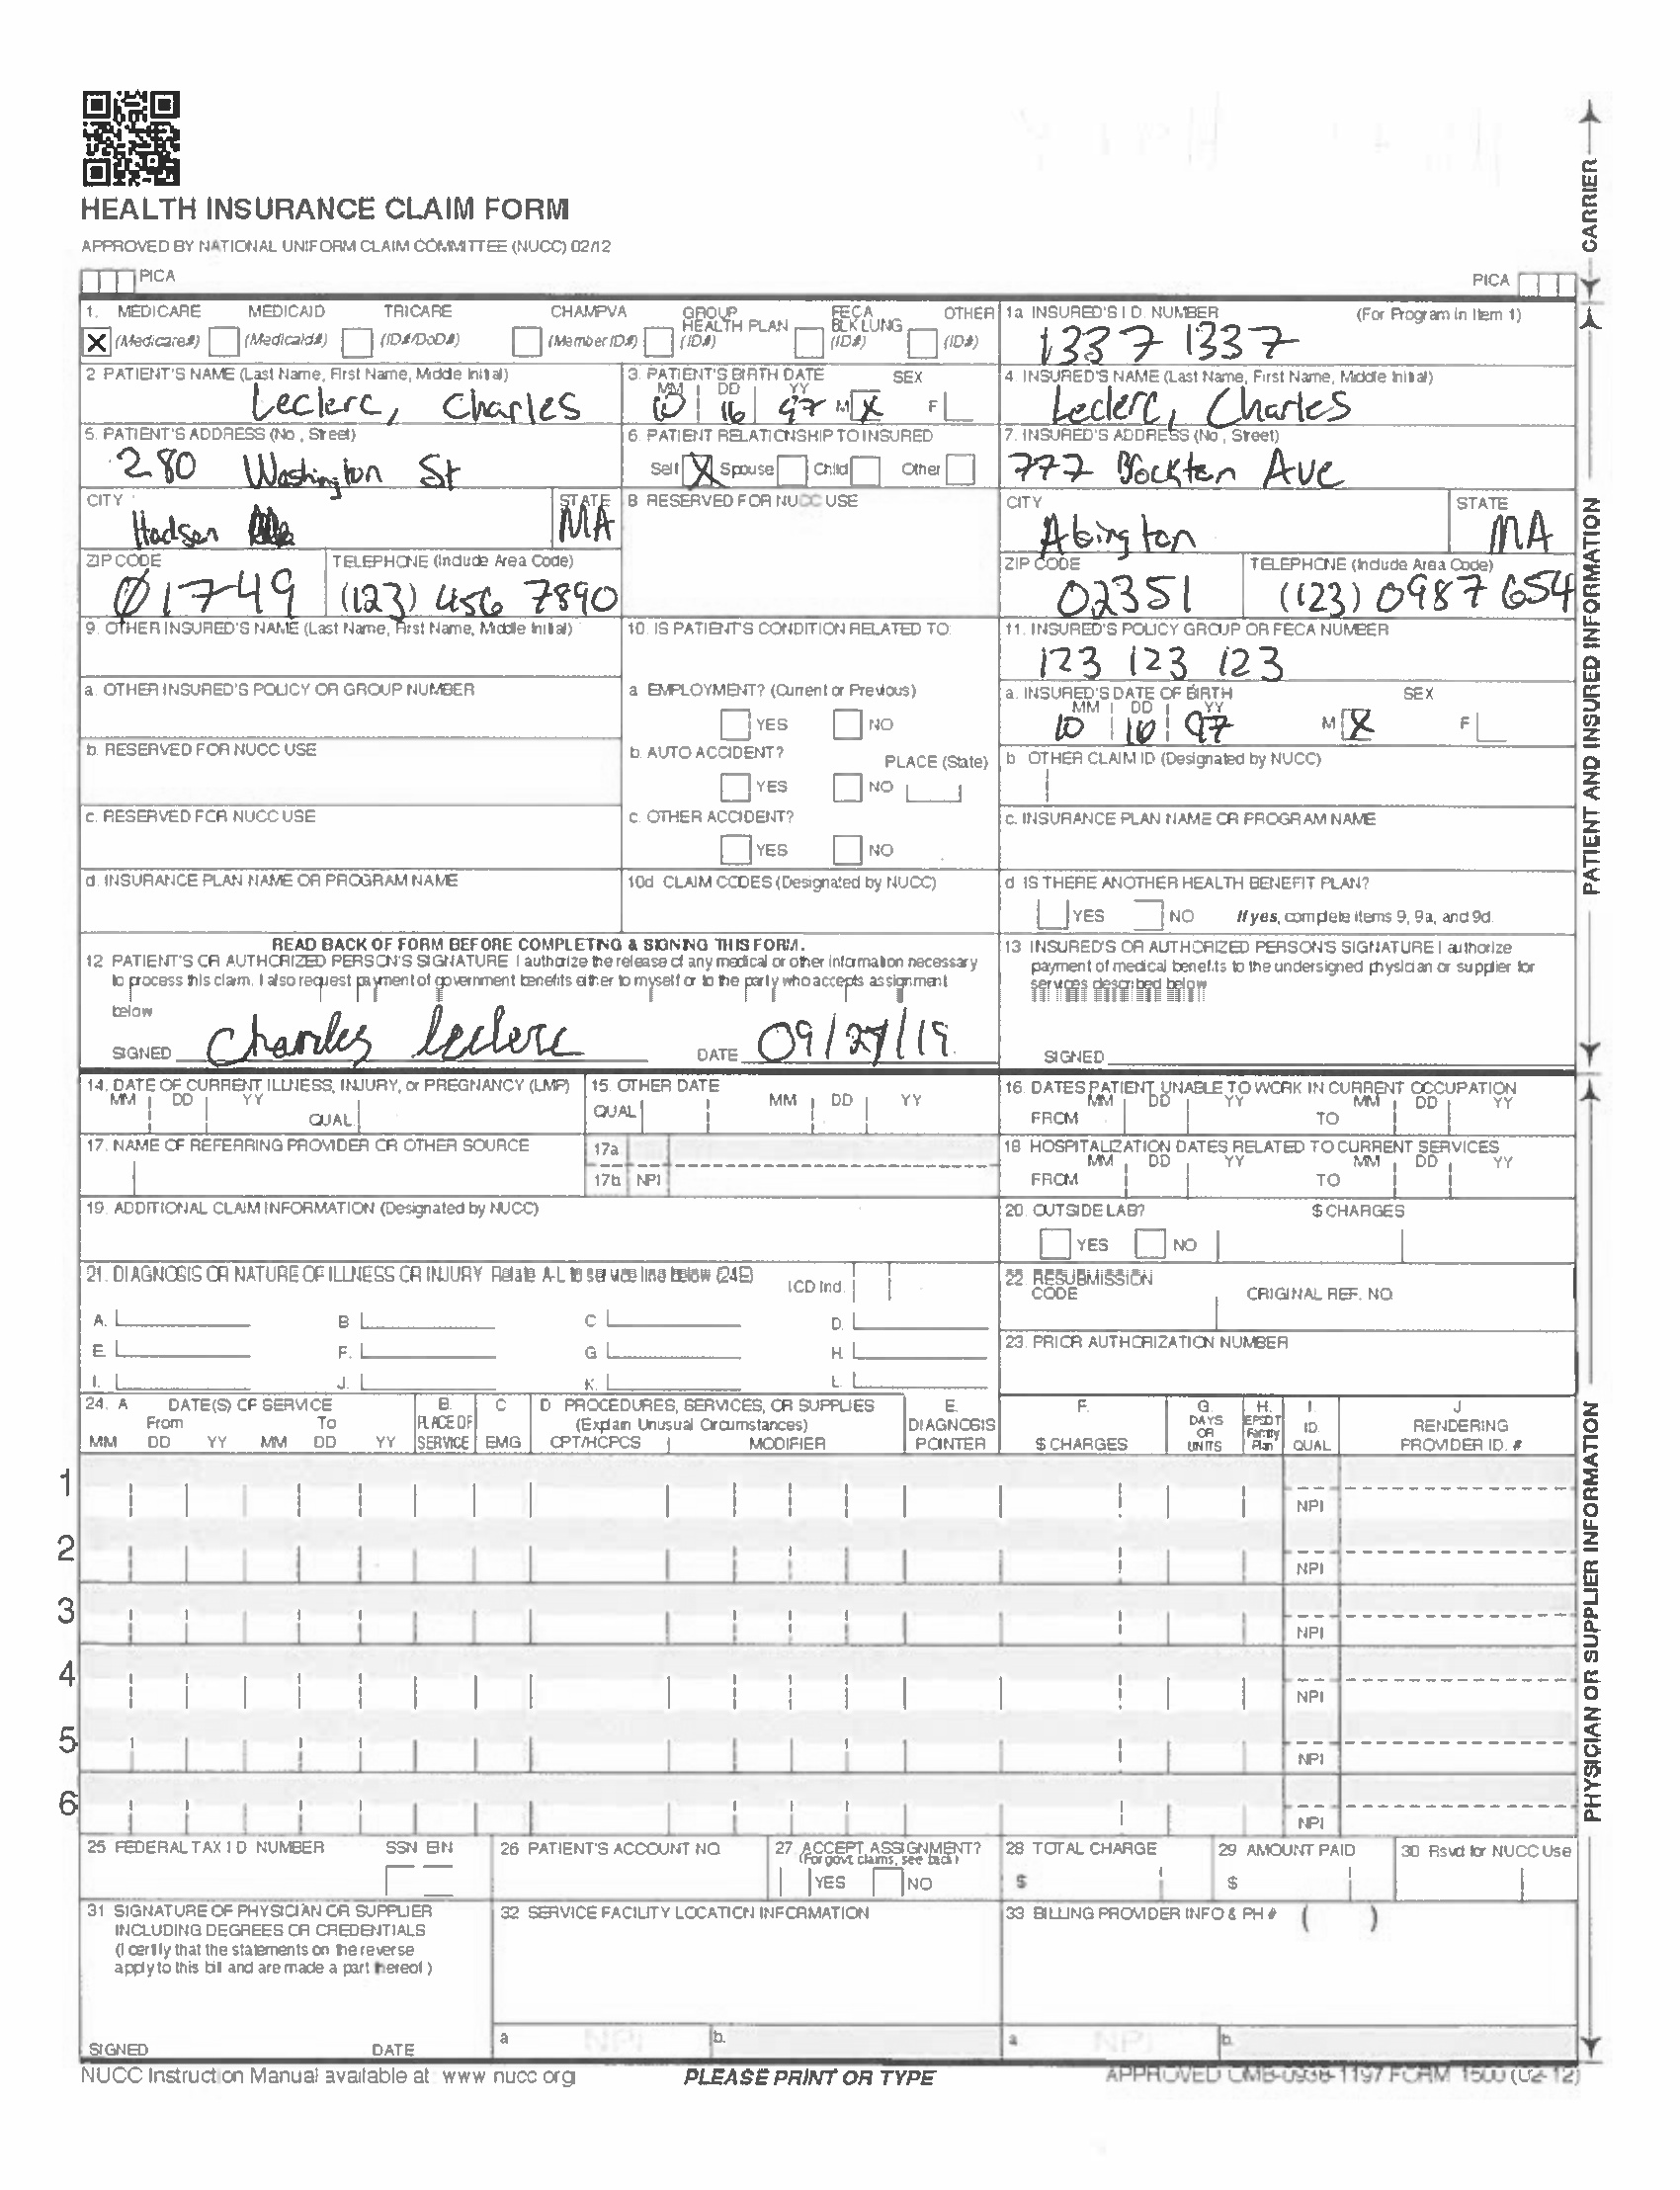 HEALTH INSURANCE CLAIM FORM
APPROVED BY NATIONAL UNIFORM CLAIM COMMITTEE (NUCC) 02/12
PICA
PICA
CARRIER
1. MEDICARE MEDICAID TRICARE CHAMPVA GROUP HEALTH PLAN FECA BLK LUNG OTHER
X (Medicare#) (Medicaid#) (ID#/DoD#) (Member ID#) (ID#) (ID#) (ID#)
1a INSURED'S I.D. NUMBER (For Program in Item 1)
1337 1337
2 PATIENT'S NAME (Last Name, First Name, Middle Initial)
Leclerc, Charles
3. PATIENT'S BIRTH DATE SEX
MM DD YY
10 16 97 M X F
4. INSURED'S NAME (Last Name, First Name, Middle Initial)
Leclerc, Charles
5. PATIENT'S ADDRESS (No., Street)
280 Washington St
6. PATIENT RELATIONSHIP TO INSURED
Self X Spouse Child Other
7. INSURED'S ADDRESS (No., Street)
777 Brockton Ave
CITY
Hudson
STATE
MA
8 RESERVED FOR NUCC USE
CITY
Abington
STATE
MA
ZIP CODE
01749
TELEPHONE (Include Area Code)
(123) 456 7890
ZIP CODE
02351
TELEPHONE (Include Area Code)
(123) 0987 654
9. OTHER INSURED'S NAME (Last Name, First Name, Middle Initial)
10. IS PATIENT'S CONDITION RELATED TO:
11. INSURED'S POLICY GROUP OR FECA NUMBER
123 123 123
a. OTHER INSURED'S POLICY OR GROUP NUMBER
a EMPLOYMENT? (Current or Previous)
YES NO
a. INSURED'S DATE OF BIRTH SEX
MM DD YY
10 16 97 M X F
b. RESERVED FOR NUCC USE
b. AUTO ACCIDENT? PLACE (State)
YES NO
b OTHER CLAIM ID (Designated by NUCC)
c. RESERVED FOR NUCC USE
c. OTHER ACCIDENT?
YES NO
c. INSURANCE PLAN NAME OR PROGRAM NAME
d. INSURANCE PLAN NAME OR PROGRAM NAME
10d CLAIM CODES (Designated by NUCC)
d IS THERE ANOTHER HEALTH BENEFIT PLAN?
YES NO If yes, complete items 9, 9a, and 9d.
PATIENT AND INSURED INFORMATION
READ BACK OF FORM BEFORE COMPLETING & SIGNING THIS FORM.
12 PATIENT'S OR AUTHORIZED PERSON'S SIGNATURE I authorize the release of any medical or other information necessary
to process this claim. I also request payment of government benefits either to myself or to the party who accepts assignment
below
SIGNED Charles Leclerc DATE 09/27/19
13 INSURED'S OR AUTHORIZED PERSON'S SIGNATURE I authorize
payment of medical benefits to the undersigned physician or supplier for
services described below
SIGNED
14. DATE OF CURRENT ILLNESS, INJURY, or PREGNANCY (LMP)
MM DD YY
QUAL
15. OTHER DATE
QUAL MM DD YY
16. DATES PATIENT UNABLE TO WORK IN CURRENT OCCUPATION
MM DD YY MM DD YY
FROM TO
17. NAME OF REFERRING PROVIDER OR OTHER SOURCE
17a
17b NPI
18 HOSPITALIZATION DATES RELATED TO CURRENT SERVICES
MM DD YY MM DD YY
FROM TO
19. ADDITIONAL CLAIM INFORMATION (Designated by NUCC)
20. OUTSIDE LAB? $ CHARGES
YES NO
21. DIAGNOSIS OR NATURE OF ILLNESS OR INJURY Relate A-L to service line below (24E) ICD Ind.
A. B C D.
E. F. G H.
I. J. K. L.
22. RESUBMISSION
CODE ORIGINAL REF. NO.
23. PRIOR AUTHORIZATION NUMBER
24. A DATE(S) OF SERVICE
From To
MM DD YY MM DD YY
B. PLACE OF SERVICE
C EMG
D PROCEDURES, SERVICES, OR SUPPLIES
(Explain Unusual Circumstances)
CPT/HCPCS MODIFIER
E. DIAGNOSIS POINTER
F. $ CHARGES
G. DAYS OR UNITS
H. EPSDT Family Plan
I. ID. QUAL
J RENDERING PROVIDER ID. #
1 NPI
2 NPI
3 NPI
4 NPI
5 NPI
6 NPI
PHYSICIAN OR SUPPLIER INFORMATION
25 FEDERAL TAX I D NUMBER SSN EIN
26 PATIENT'S ACCOUNT NO.
27. ACCEPT ASSIGNMENT?
(For govt. claims, see back)
YES NO
28 TOTAL CHARGE
$
29 AMOUNT PAID
$
30 Rsvd for NUCC Use
31 SIGNATURE OF PHYSICIAN OR SUPPLIER
INCLUDING DEGREES OR CREDENTIALS
(I certify that the statements on the reverse
apply to this bill and are made a part thereof.)
SIGNED DATE
32 SERVICE FACILITY LOCATION INFORMATION
a NPI b.
33 BILLING PROVIDER INFO & PH # ( )
a NPI b.
NUCC Instruction Manual available at: www nucc org
PLEASE PRINT OR TYPE
APPROVED OMB-0938-1197 FORM 1500 (02-12)